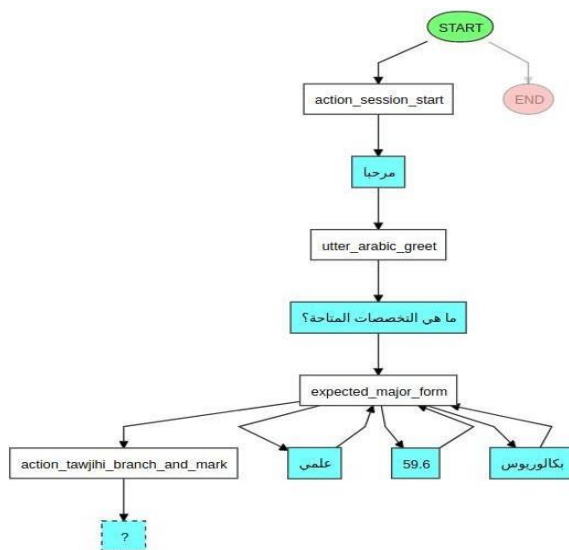 START
action_session_start
END
مرحبا
utter_arabic_greet
ما هي التخصصات المتاحة؟
expected_major_form
action_tawjihi_branch_and_mark
علمي
59.6
بكالوريوس
?